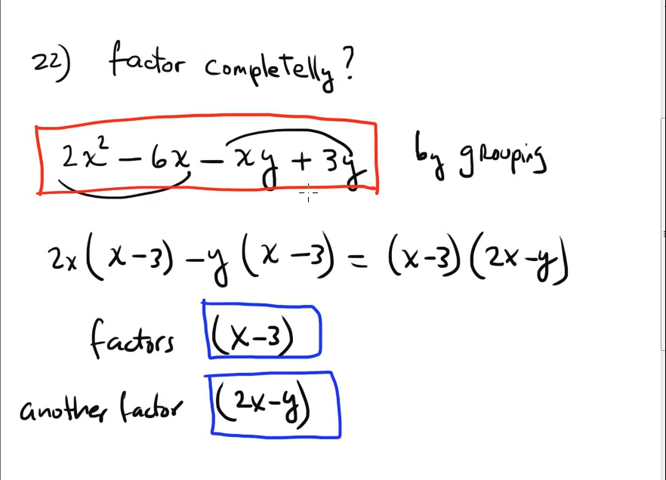 22) factor completelly?
2x² - 6x - xy + 3y by grouping
2x(x-3) - y(x-3) = (x-3)(2x-y)
factors (x-3)
another factor (2x-y)